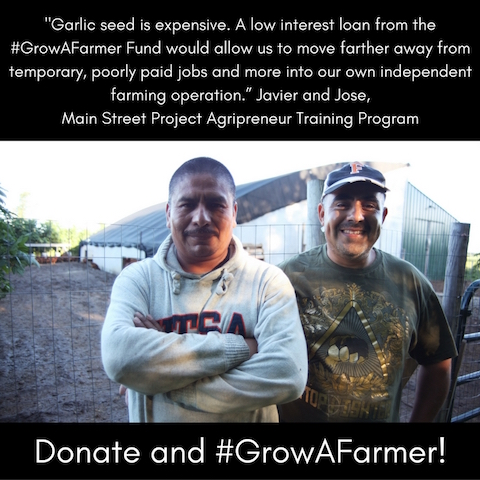 "Garlic seed is expensive. A low interest loan from the
#GrowAFarmer Fund would allow us to move farther away from
temporary, poorly paid jobs and more into our own independent
farming operation.” Javier and Jose,
Main Street Project Agripreneur Training Program
Donate and #GrowAFarmer!